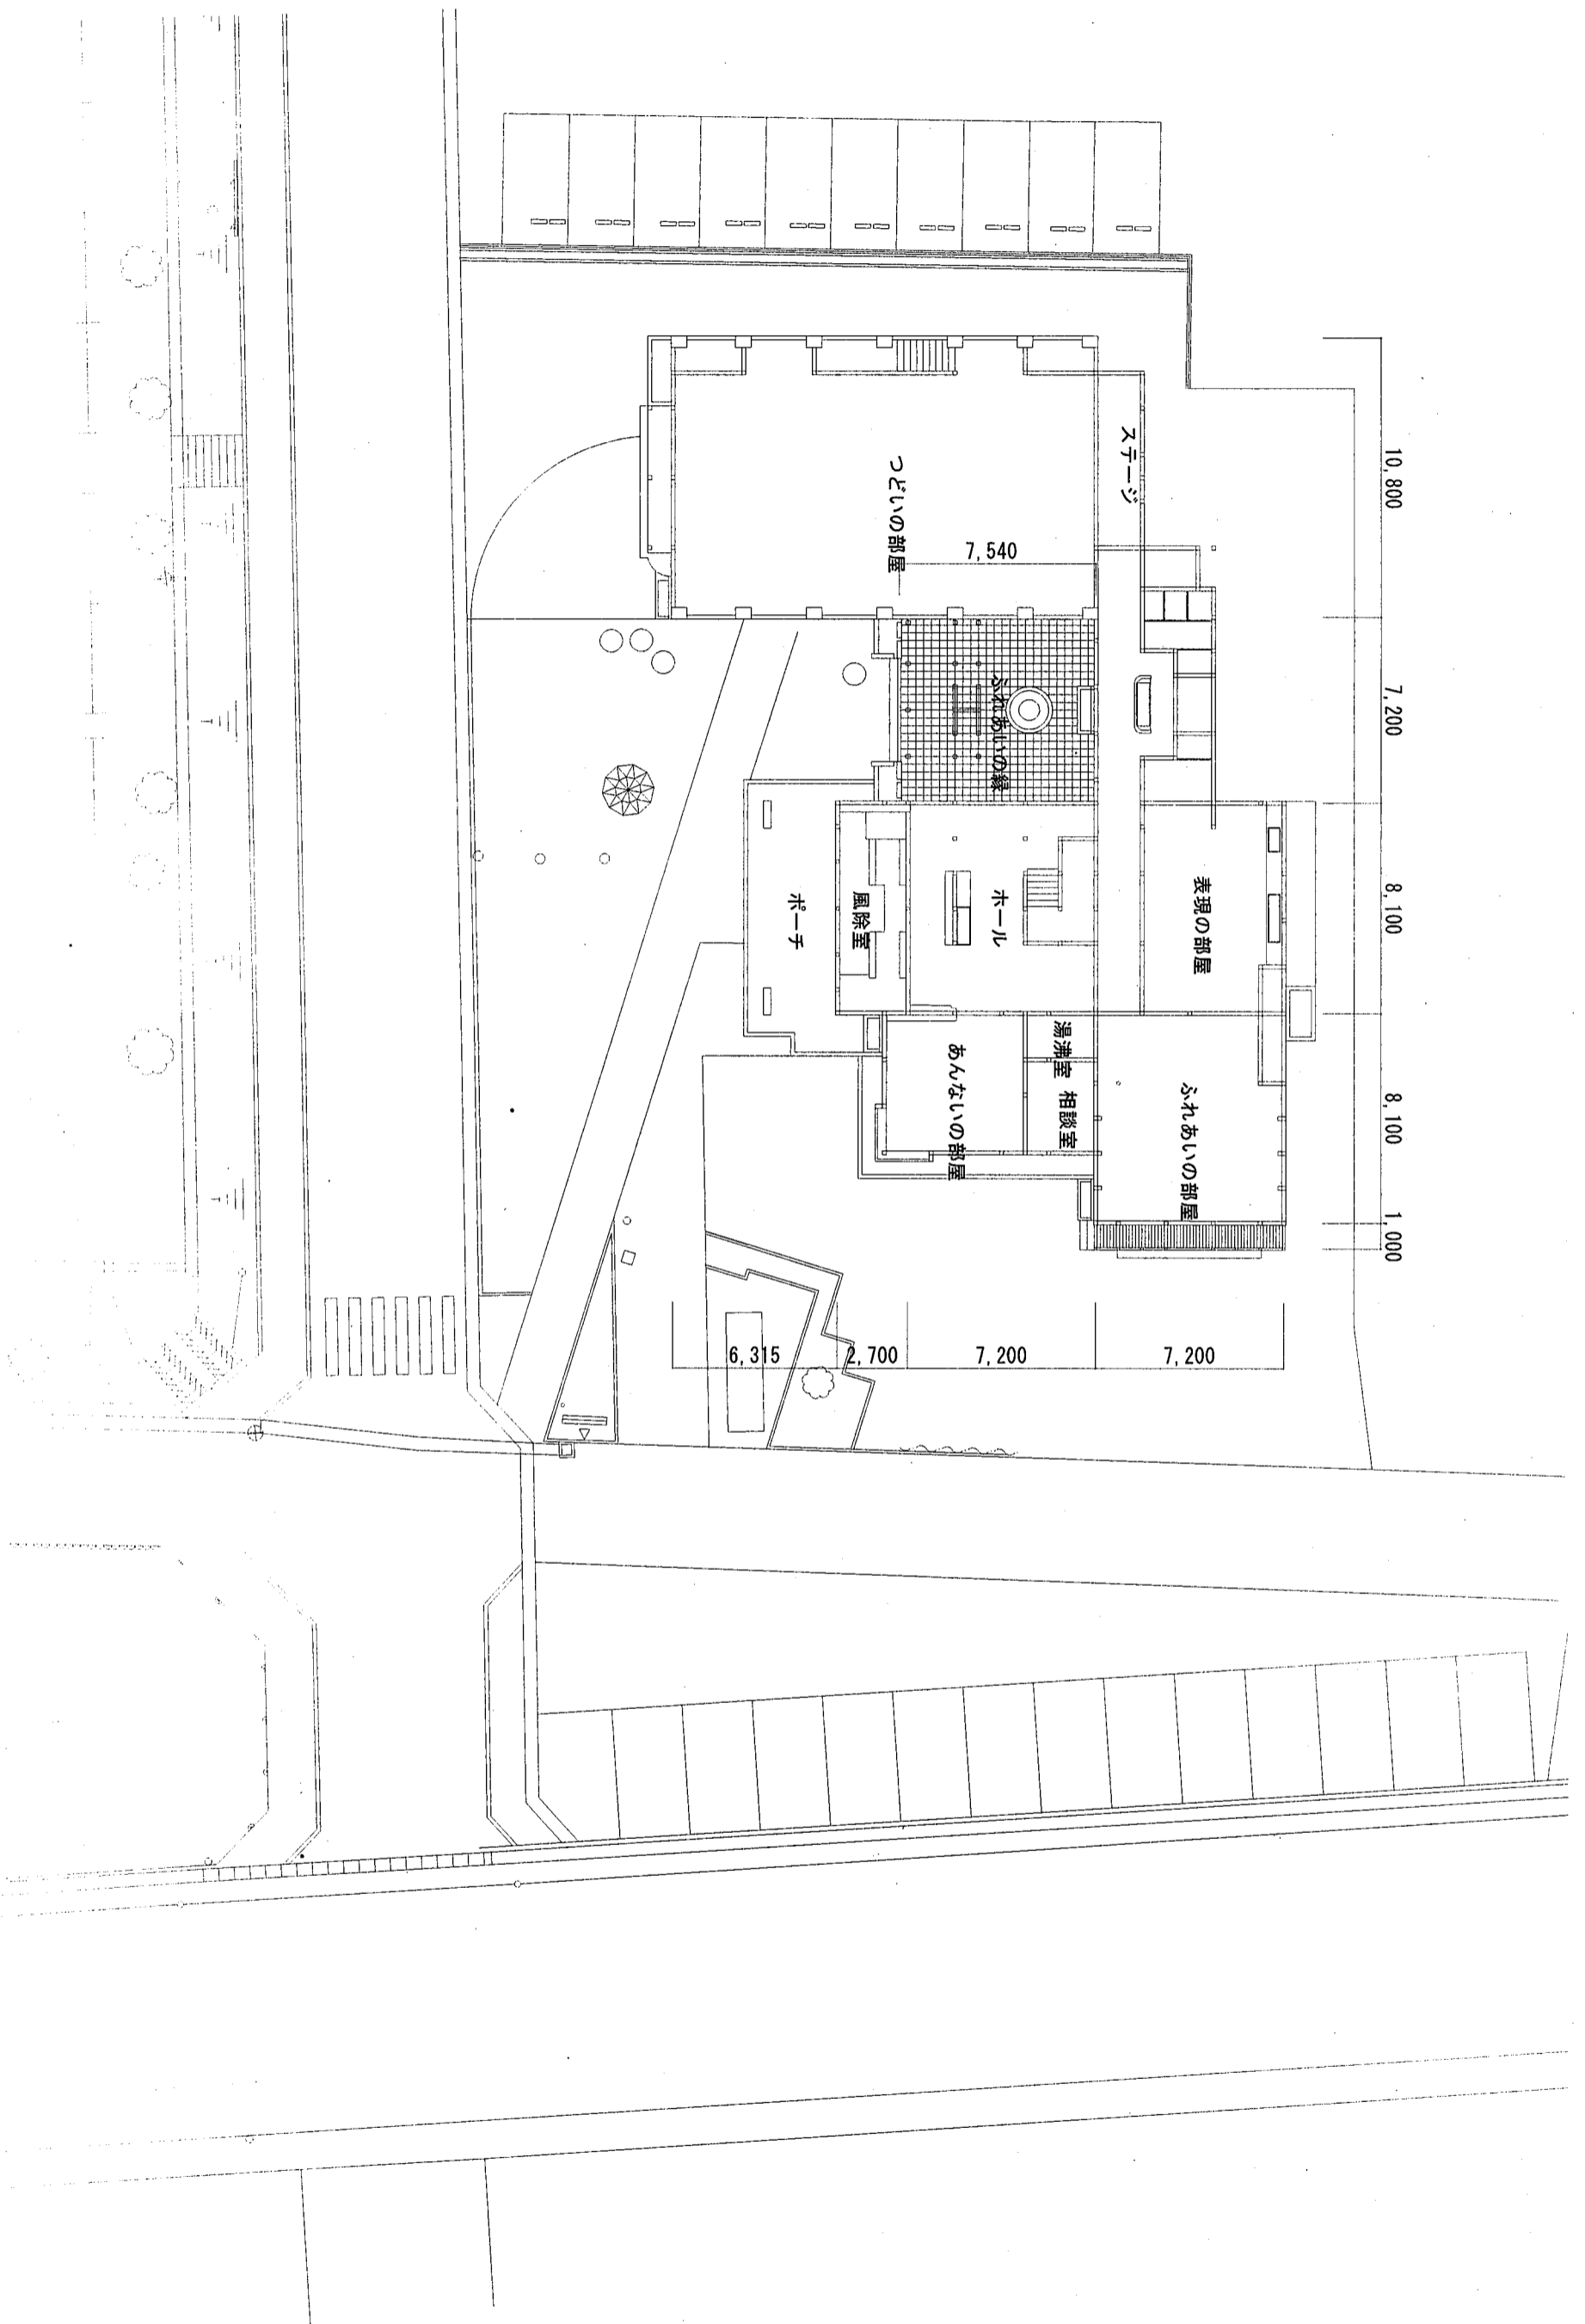 10,800
7,200
8,100
8,100
1,000
ステージ
つどいの部屋
7,540
ふれあいの縁
表現の部屋
ホール
風除室
ポーチ
湯沸室
相談室
あんないの部屋
ふれあいの部屋
6,315
2,700
7,200
7,200